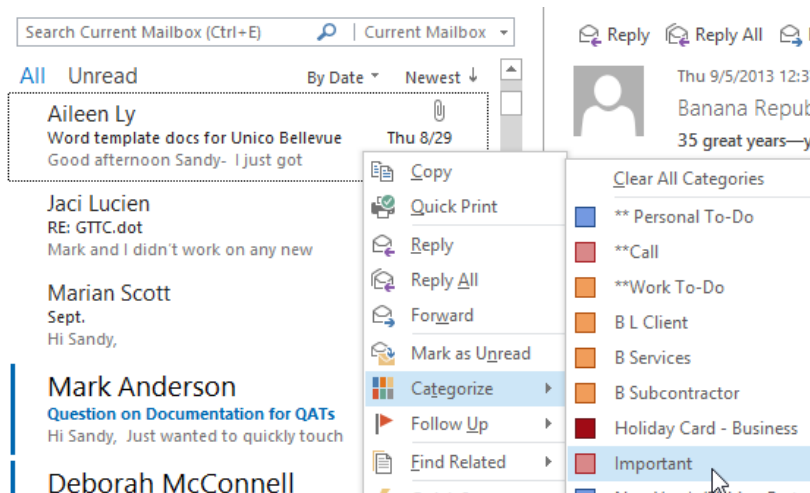 Search Current Mailbox (Ctrl+E)
Current Mailbox
All Unread
By Date Newest
Aileen Ly
Word template docs for Unico Bellevue Thu 8/29
Good afternoon Sandy- I just got
Jaci Lucien
RE: GTTC.dot
Mark and I didn't work on any new
Marian Scott
Sept.
Hi Sandy,
Mark Anderson
Question on Documentation for QATs
Hi Sandy, Just wanted to quickly touch
Deborah McConnell
Reply Reply All
Thu 9/5/2013 12:3
Banana Repub
35 great years—y
Copy
Quick Print
Reply
Reply All
Forward
Mark as Unread
Categorize
Follow Up
Find Related
Clear All Categories
** Personal To-Do
**Call
**Work To-Do
B L Client
B Services
B Subcontractor
Holiday Card - Business
Important